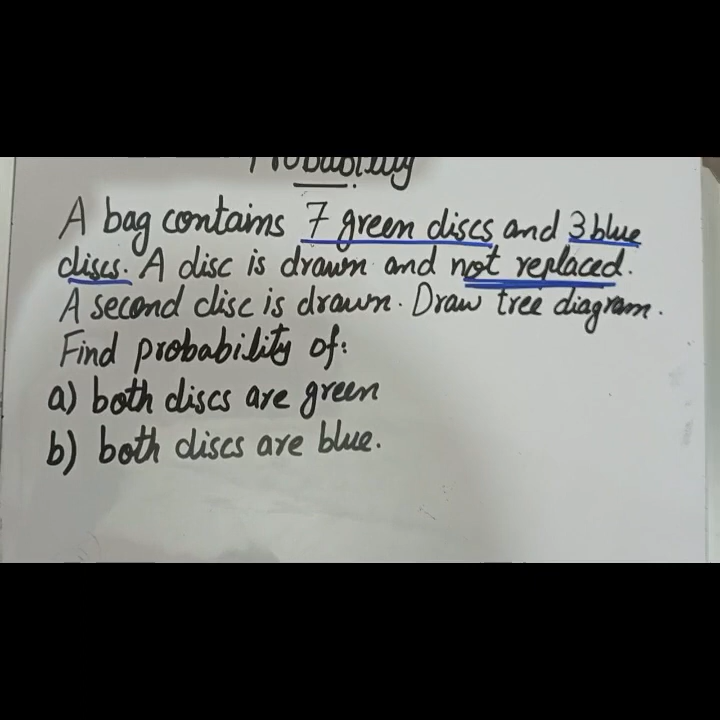 Probability
A bag contains 7 green discs and 3 blue
discs. A disc is drawn and not replaced.
A second disc is drawn. Draw tree diagram.
Find probability of:
a) both discs are green
b) both discs are blue.